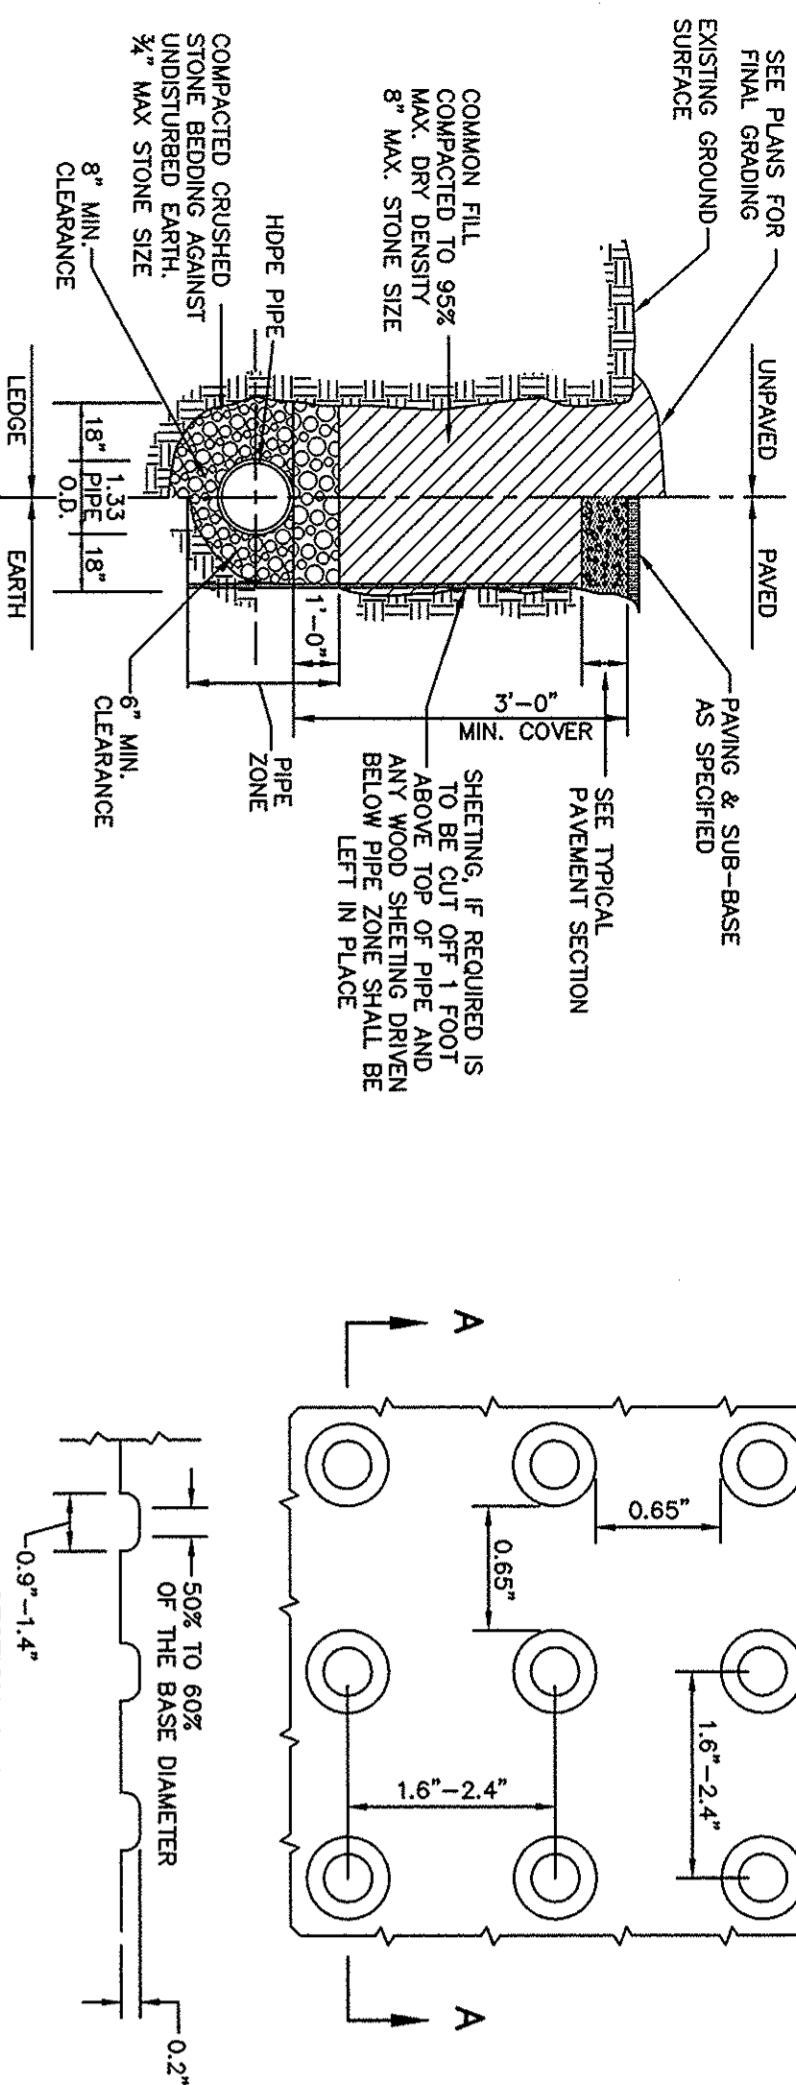 SEE PLANS FOR
FINAL GRADING
EXISTING GROUND
SURFACE
UNPAVED
PAVED
PAVING & SUB-BASE
AS SPECIFIED
COMMON FILL
COMPACTED TO 95%
MAX. DRY DENSITY
8" MAX. STONE SIZE
SEE TYPICAL
PAVEMENT SECTION
3'-0"
MIN. COVER
SHEETING, IF REQUIRED IS
TO BE CUT OFF 1 FOOT
ABOVE TOP OF PIPE AND
ANY WOOD SHEETING DRIVEN
BELOW PIPE ZONE SHALL BE
LEFT IN PLACE
1'-0"
HDPE PIPE
PIPE
ZONE
COMPACTED CRUSHED
STONE BEDDING AGAINST
UNDISTURBED EARTH.
¾" MAX STONE SIZE
8" MIN.
CLEARANCE
6" MIN.
CLEARANCE
18"
1.33
PIPE
O.D.
18"
LEDGE
EARTH
A
A
0.65"
0.65"
1.6"-2.4"
1.6"-2.4"
50% TO 60%
OF THE BASE DIAMETER
0.9"-1.4"
0.2"